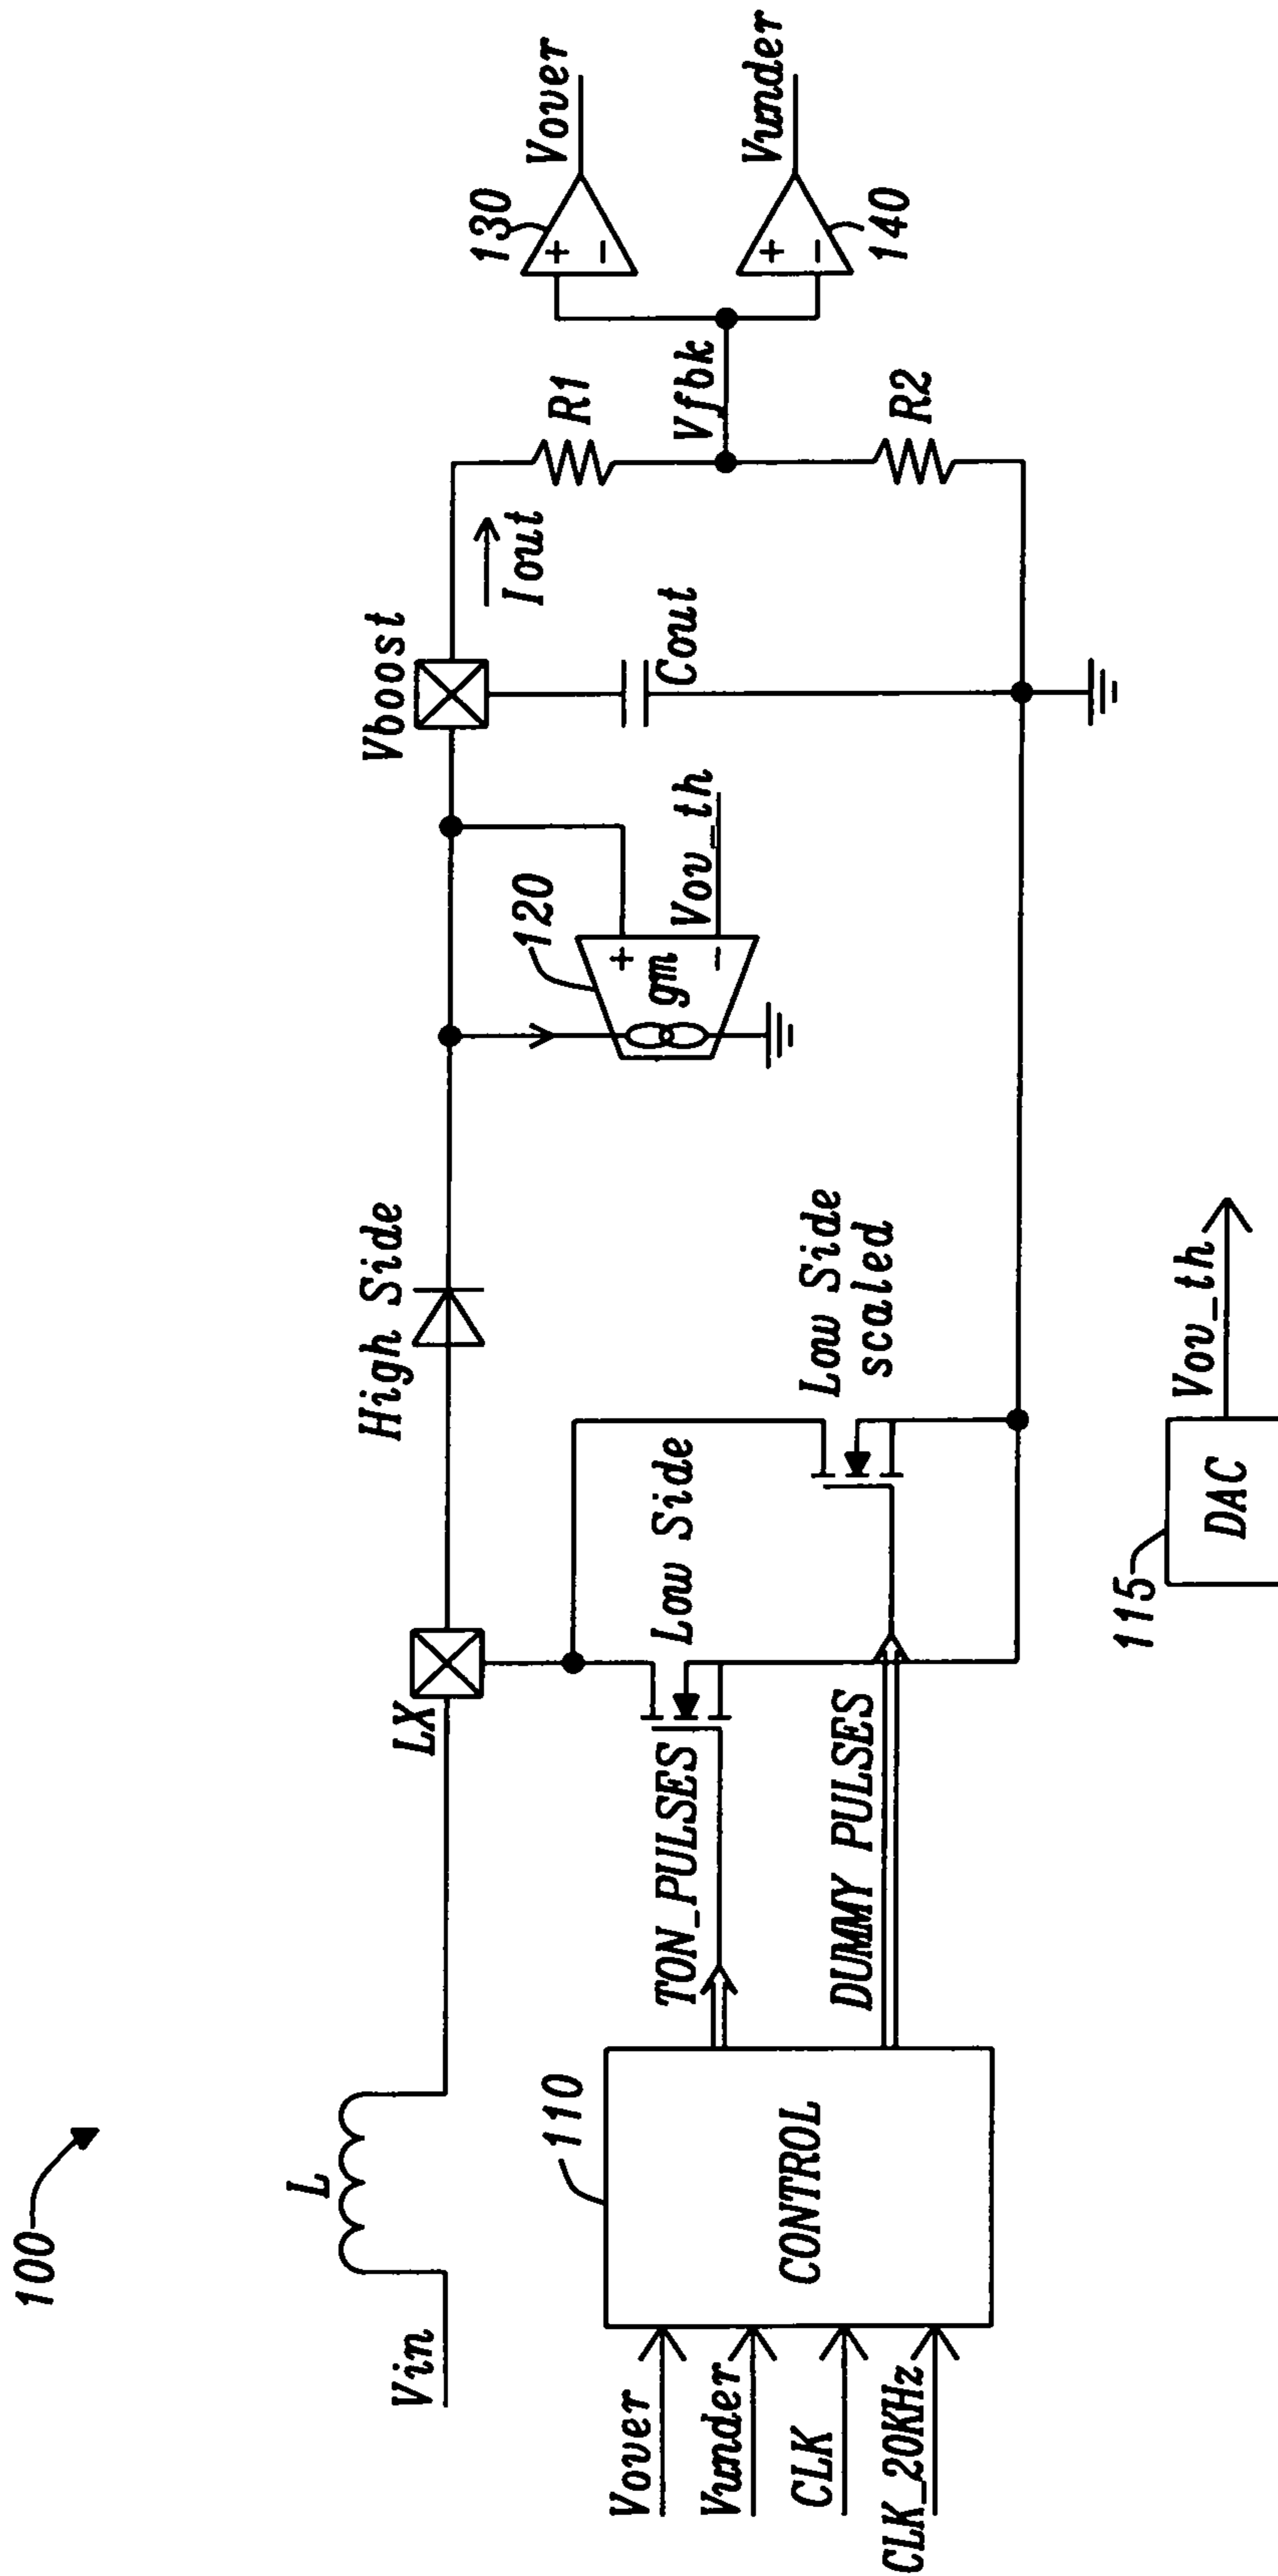 100
Vin
L
LX
High Side
Vboost
Iout
R1
Vfbk
R2
130
Vover
140
Vunder
+
-
+
-
120
gm
+
-
Vov_th
Cout
Low Side
Low Side
scaled
TON_PULSES
DUMMY PULSES
110
CONTROL
Vover
Vunder
CLK
CLK_20KHz
115
DAC
Vov_th